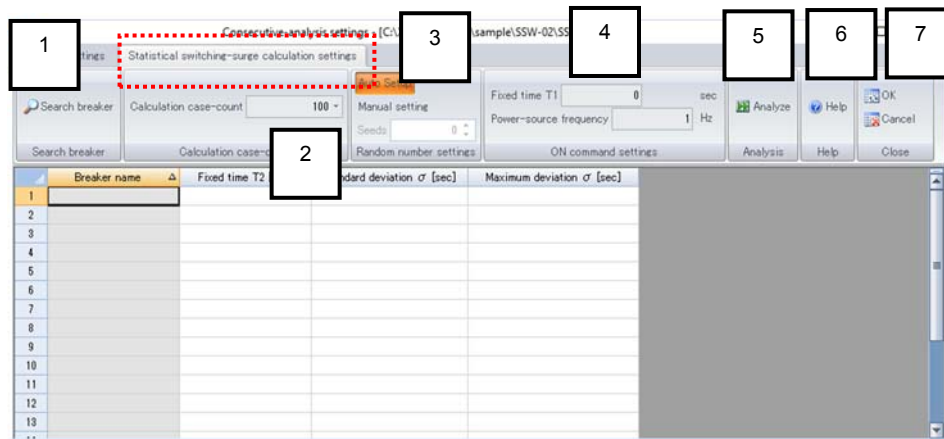 1
2
3
4
5
6
7
Consecutive-analysis settings - [C:\ \sample\SSW-02\SS
Statistical switching-surge calculation settings
Search breaker
Calculation case-count 100
Auto Setup
Manual setting
Seeds 0
Fixed time T1 0 sec
Power-source frequency 1 Hz
Analyze
Help
OK
Cancel
Search breaker
Random number settings
ON command settings
Analysis
Help
Close
Breaker name
Fixed time T2
deviation σ [sec]
Maximum deviation σ [sec]
1
2
3
4
5
6
7
8
9
10
11
12
13